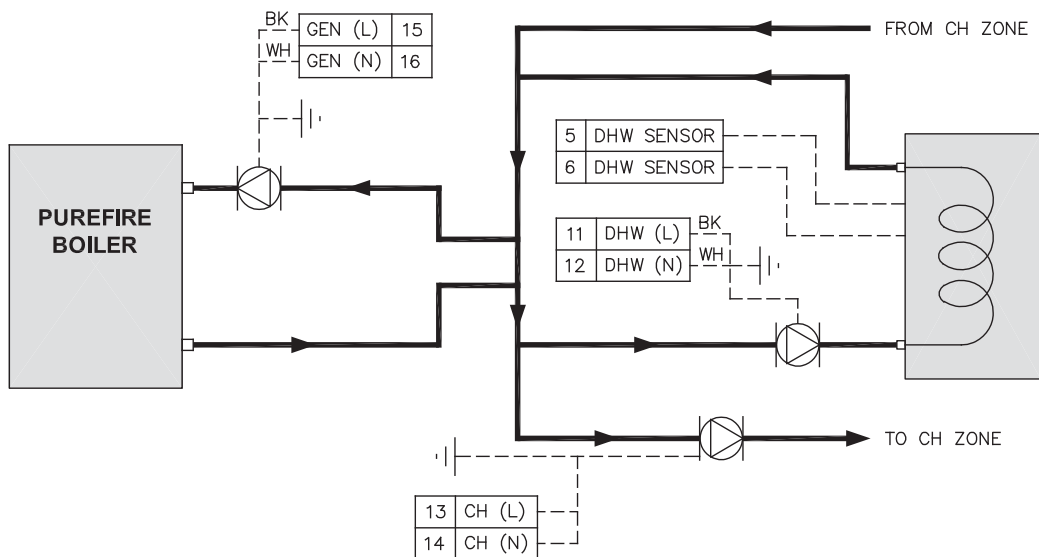 BK
GEN (L) 15
WH
GEN (N) 16
FROM CH ZONE
5 DHW SENSOR
6 DHW SENSOR
PUREFIRE
BOILER
BK
11 DHW (L)
WH
12 DHW (N)
TO CH ZONE
13 CH (L)
14 CH (N)